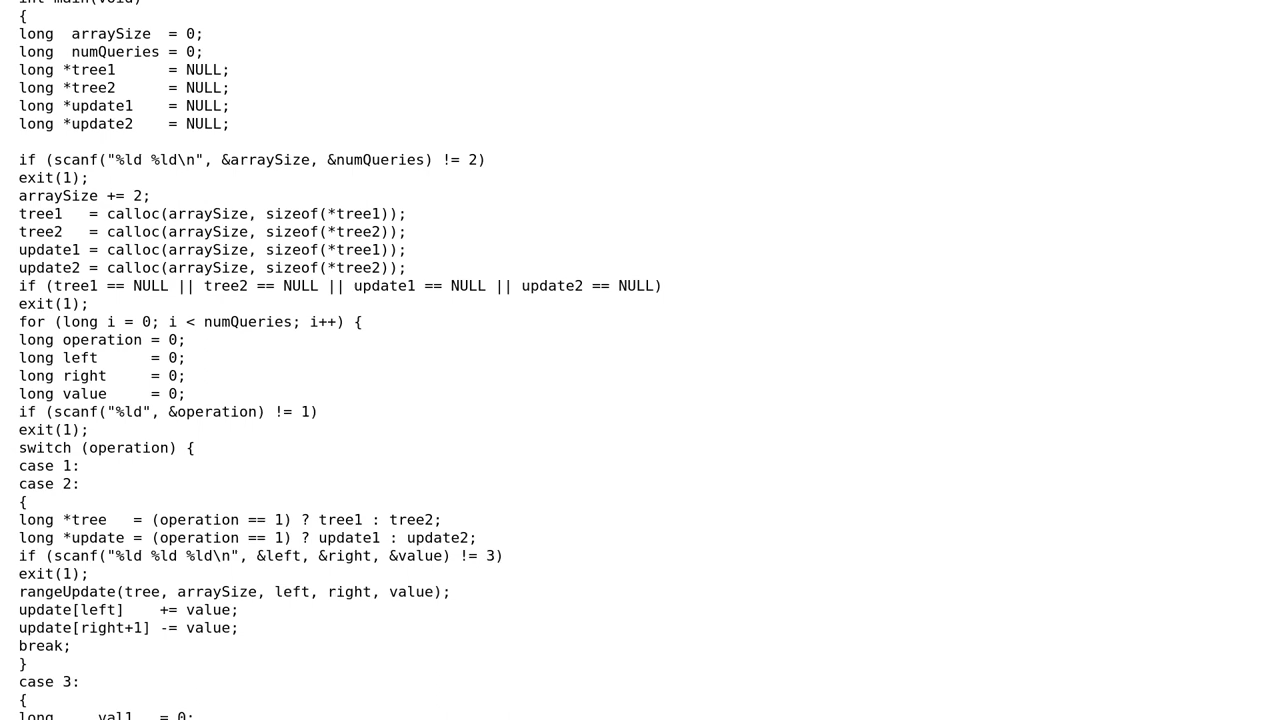 int main(void)
{
long  arraySize  = 0;
long  numQueries = 0;
long *tree1      = NULL;
long *tree2      = NULL;
long *update1    = NULL;
long *update2    = NULL;

if (scanf("%ld %ld\n", &arraySize, &numQueries) != 2)
exit(1);
arraySize += 2;
tree1   = calloc(arraySize, sizeof(*tree1));
tree2   = calloc(arraySize, sizeof(*tree2));
update1 = calloc(arraySize, sizeof(*tree1));
update2 = calloc(arraySize, sizeof(*tree2));
if (tree1 == NULL || tree2 == NULL || update1 == NULL || update2 == NULL)
exit(1);
for (long i = 0; i < numQueries; i++) {
long operation = 0;
long left      = 0;
long right     = 0;
long value     = 0;
if (scanf("%ld", &operation) != 1)
exit(1);
switch (operation) {
case 1:
case 2:
{
long *tree   = (operation == 1) ? tree1 : tree2;
long *update = (operation == 1) ? update1 : update2;
if (scanf("%ld %ld %ld\n", &left, &right, &value) != 3)
exit(1);
rangeUpdate(tree, arraySize, left, right, value);
update[left]    += value;
update[right+1] -= value;
break;
}
case 3:
{
long     val1   = 0;